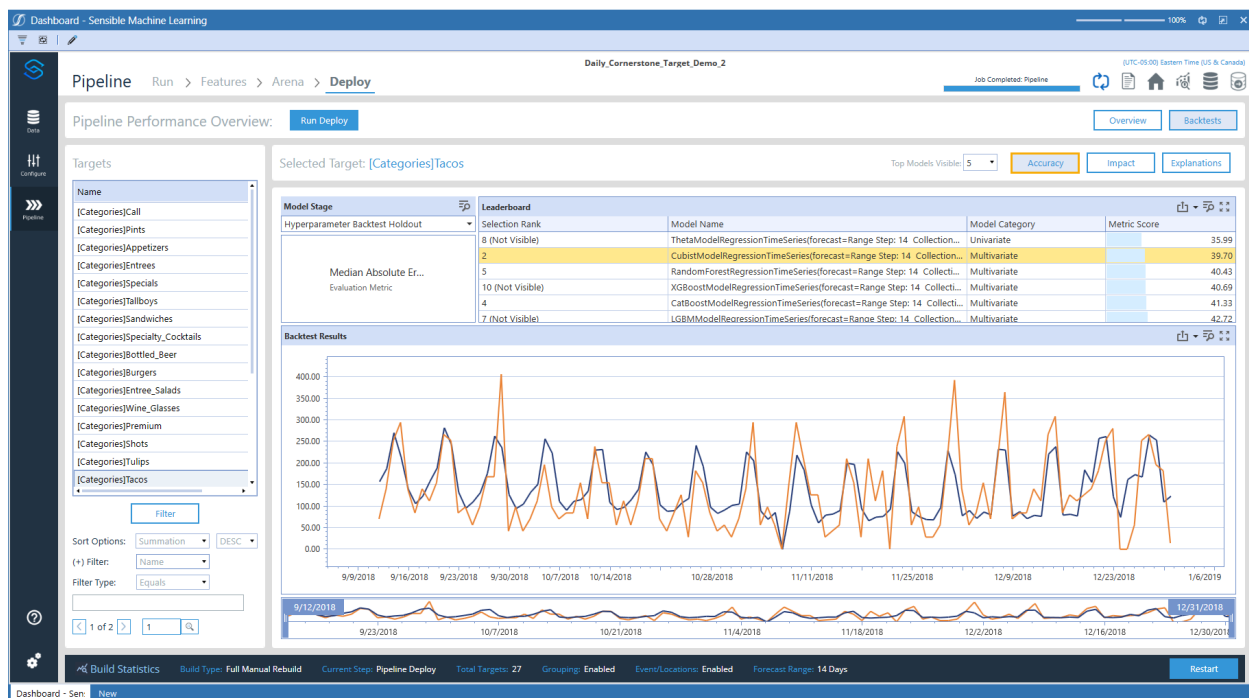 Dashboard - Sensible Machine Learning
100%
Daily_Cornerstone_Target_Demo_2
(UTC-05:00) Eastern Time (US & Canada)
Pipeline Run > Features > Arena > Deploy
Job Completed: Pipeline
Data
Configure
Pipeline
Pipeline Performance Overview:
Run Deploy
Overview
Backtests
Targets
Name
[Categories]Call
[Categories]Pints
[Categories]Appetizers
[Categories]Entrees
[Categories]Specials
[Categories]Tallboys
[Categories]Sandwiches
[Categories]Specialty_Cocktails
[Categories]Bottled_Beer
[Categories]Burgers
[Categories]Entree_Salads
[Categories]Wine_Glasses
[Categories]Premium
[Categories]Shots
[Categories]Tulips
[Categories]Tacos
Filter
Sort Options: Summation DESC
(+) Filter: Name
Filter Type: Equals
1 of 2 1
Selected Target: [Categories]Tacos
Top Models Visible: 5
Accuracy
Impact
Explanations
Model Stage
Hyperparameter Backtest Holdout
Median Absolute Er...
Evaluation Metric
Leaderboard
Selection Rank Model Name Model Category Metric Score
8 (Not Visible) ThetaModelRegressionTimeSeries(forecast=Range Step: 14 Collection... Univariate 35.99
2 CubistModelRegressionTimeSeries(forecast=Range Step: 14 Collection... Multivariate 39.70
5 RandomForestRegressionTimeSeries(forecast=Range Step: 14 Collecti... Multivariate 40.43
10 (Not Visible) XGBoostModelRegressionTimeSeries(forecast=Range Step: 14 Collecti... Multivariate 40.69
4 CatBoostModelRegressionTimeSeries(forecast=Range Step: 14 Collecti... Multivariate 41.33
7 (Not Visible) LGBMModelRegressionTimeSeries(forecast=Range Step: 14 Collection... Multivariate 42.72
Backtest Results
400.00
350.00
300.00
250.00
200.00
150.00
100.00
50.00
0.00
9/9/2018 9/16/2018 9/23/2018 9/30/2018 10/7/2018 10/14/2018 10/28/2018 11/11/2018 11/25/2018 12/9/2018 12/23/2018 1/6/2019
9/12/2018 12/31/2018
9/23/2018 10/7/2018 10/21/2018 11/4/2018 11/18/2018 12/2/2018 12/16/2018 12/30/201
Build Statistics Build Type: Full Manual Rebuild Current Step: Pipeline Deploy Total Targets: 27 Grouping: Enabled Event/Locations: Enabled Forecast Range: 14 Days
Restart
Dashboard - Sen: New